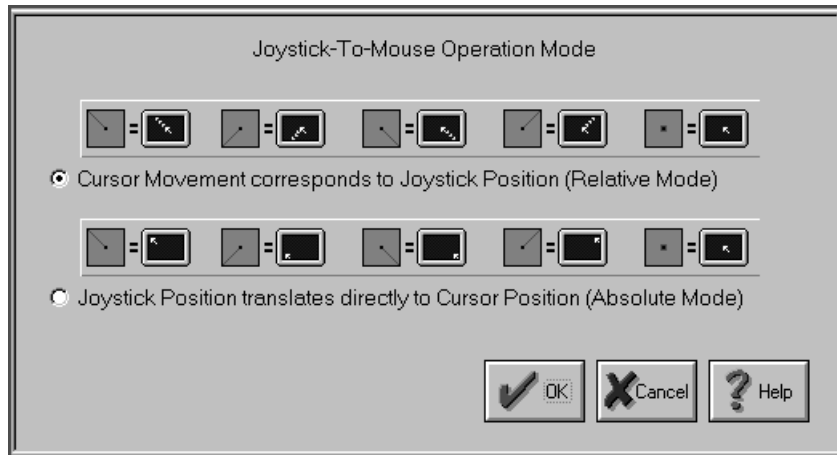 Joystick-To-Mouse Operation Mode
Cursor Movement corresponds to Joystick Position (Relative Mode)
Joystick Position translates directly to Cursor Position (Absolute Mode)
OK Cancel Help